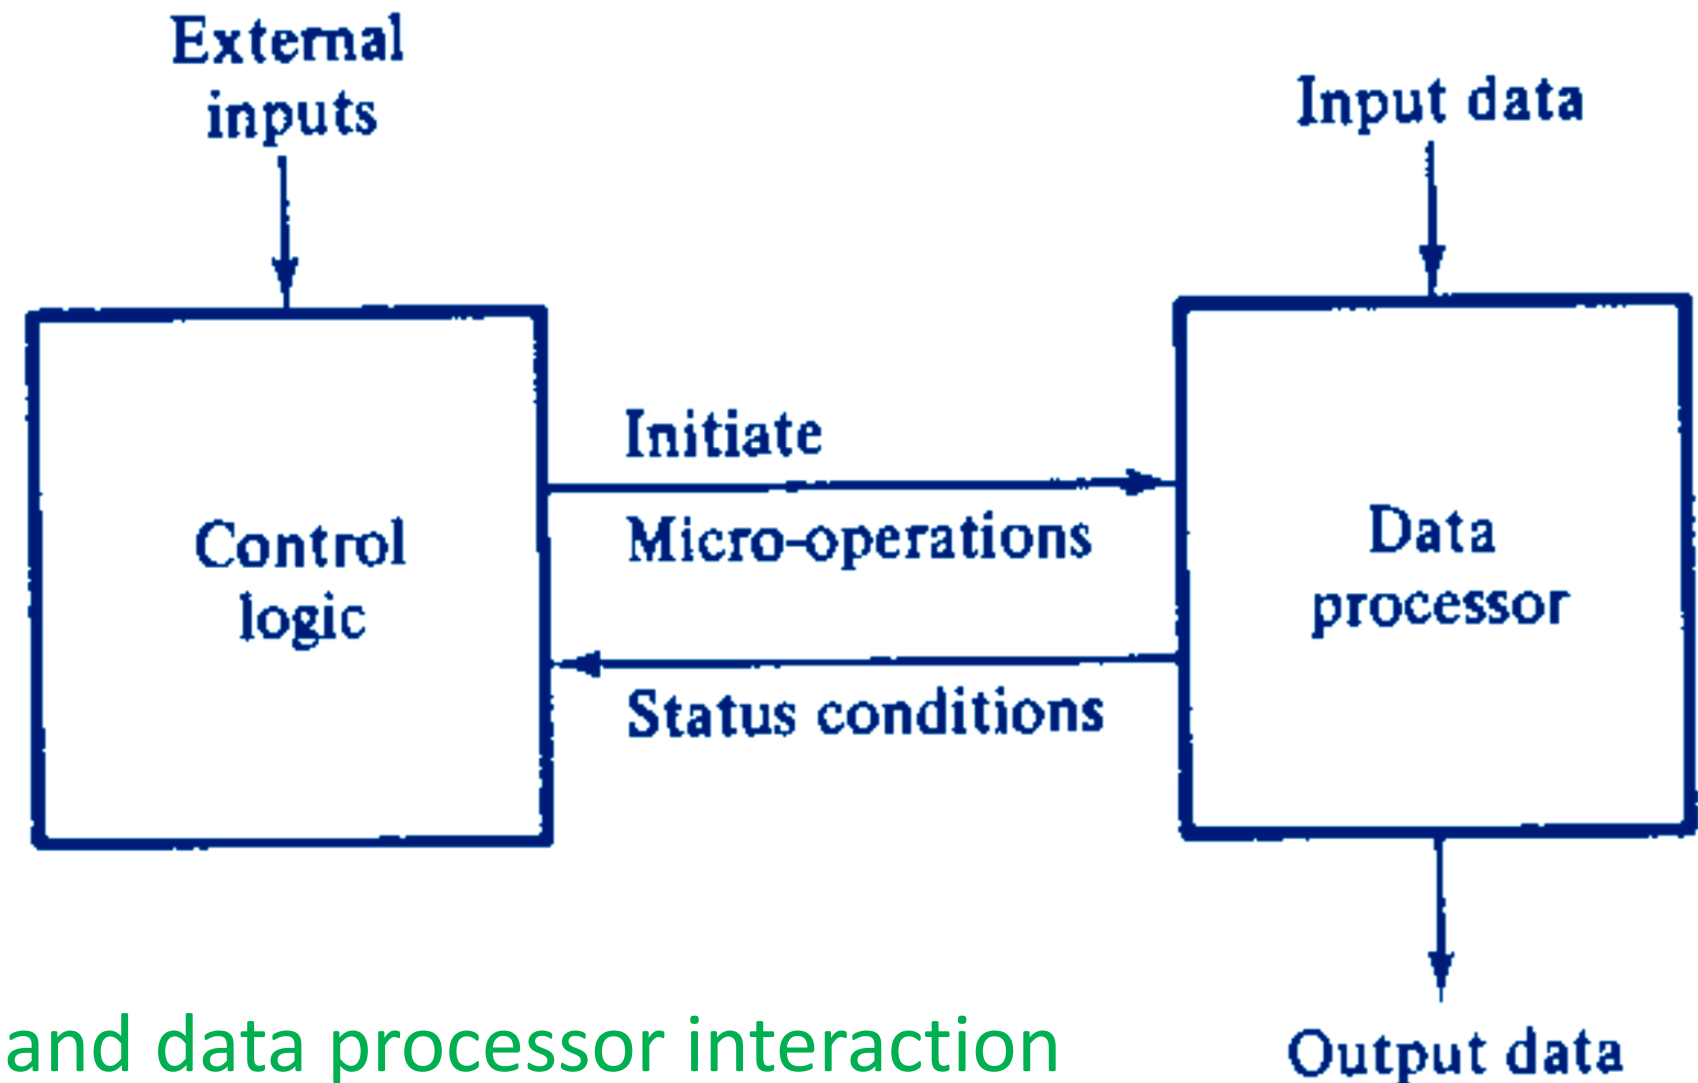 External
inputs
Input data
Initiate
Micro-operations
Control
logic
Data
processor
Status conditions
and data processor interaction
Output data